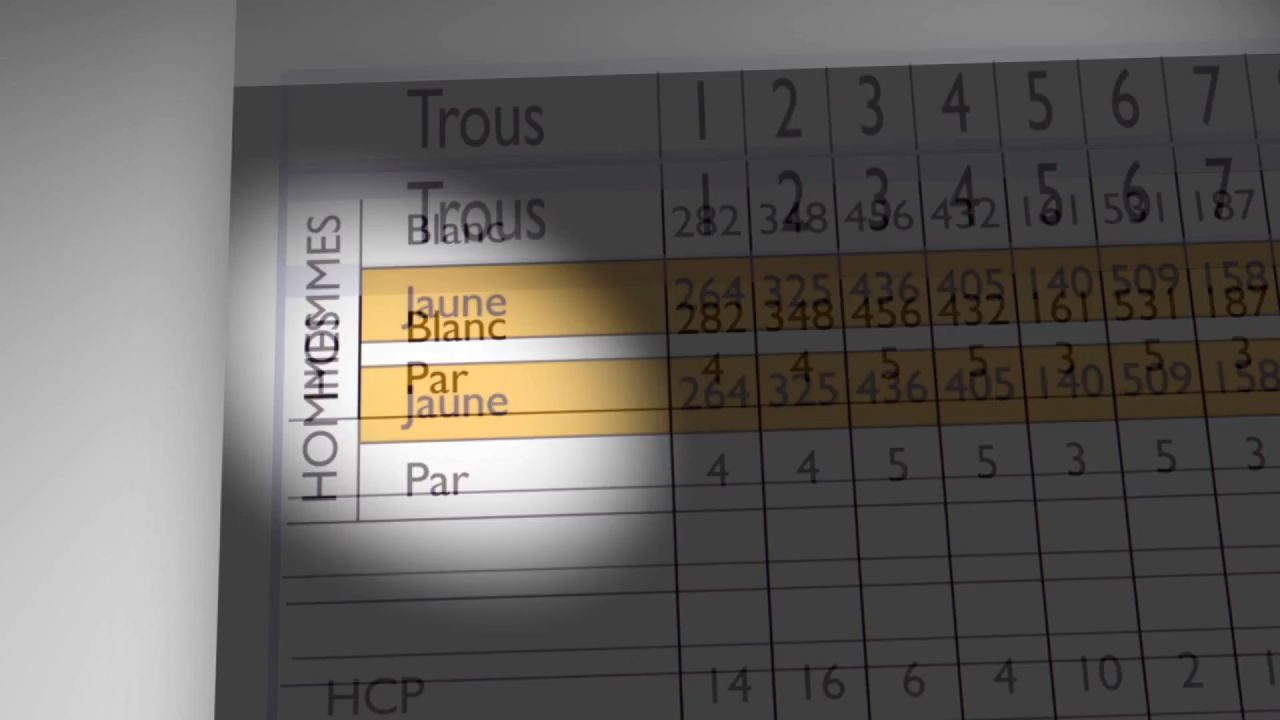 Trous 1 2 3 4 5 6 7
Trous 1 2 3 4 5 6 7
HOMMES
Blanc 282 348 456 432 161 531 187
Jaune 264 325 436 405 140 509 158
HOMMES
Blanc 282 348 456 432 161 531 187
Par 4 4 5 5 3 5 3
Jaune 264 325 436 405 140 509 158
Par 4 4 5 5 3 5 3
HCP 14 16 6 4 10 2